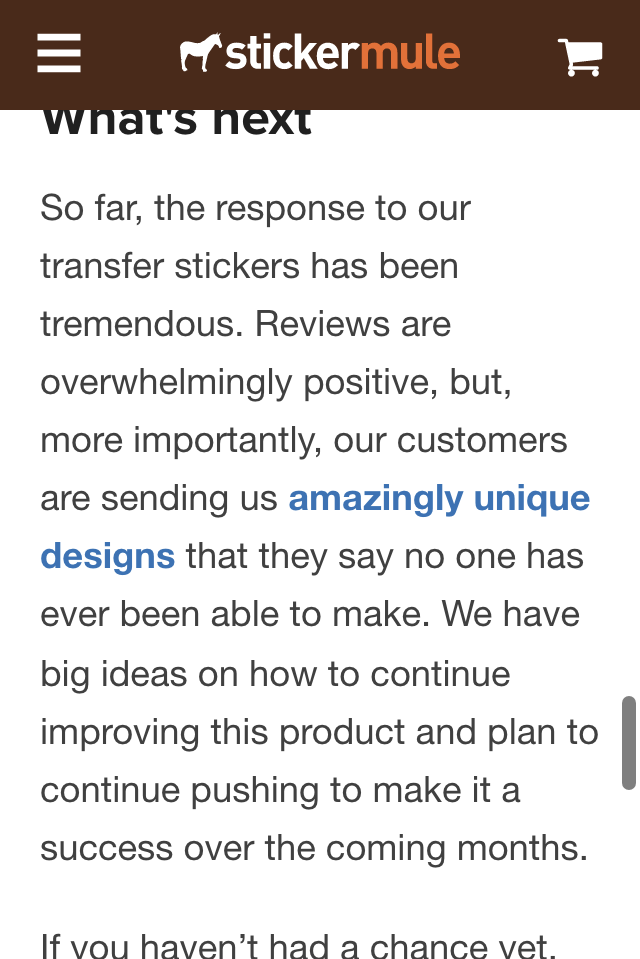 stickermule
What's next
So far, the response to our
transfer stickers has been
tremendous. Reviews are
overwhelmingly positive, but,
more importantly, our customers
are sending us amazingly unique
designs that they say no one has
ever been able to make. We have
big ideas on how to continue
improving this product and plan to
continue pushing to make it a
success over the coming months.
If you haven’t had a chance yet,